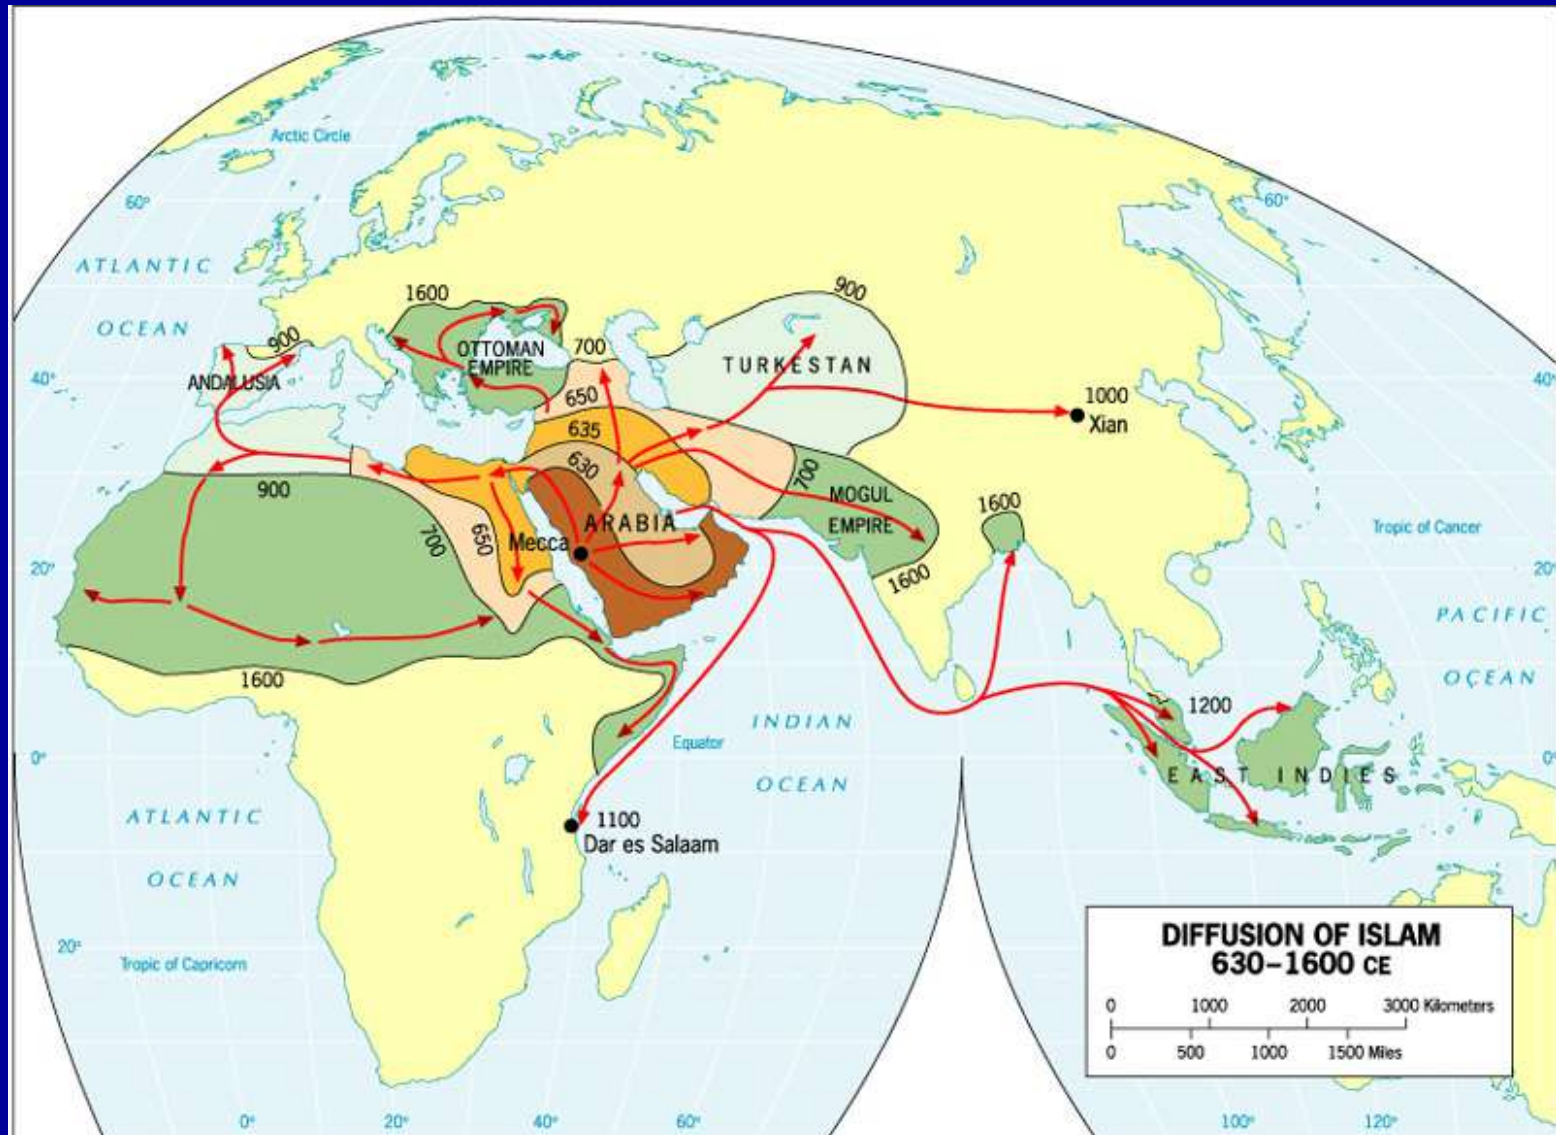 Arctic Circle
60°
60°
ATLANTIC
OCEAN
1600
900
900
OTTOMAN
EMPIRE
700
TURKESTAN
ANDALUSIA
40°
40°
650
635
630
1000
Xian
900
700
650
700
MOGUL
EMPIRE
1600
1600
ARABIA
Mecca
Tropic of Cancer
20°
20°
PACIFIC
OÇEAN
1600
1200
INDIAN
OCEAN
Equator
0°
0°
EAST INDIES
ATLANTIC
OCEAN
1100
Dar es Salaam
20°
Tropic of Capricorn
DIFFUSION OF ISLAM
630–1600 CE
0 1000 2000 3000 Kilometers
0 500 1000 1500 Miles
0° 20° 40° 60° 100° 120°